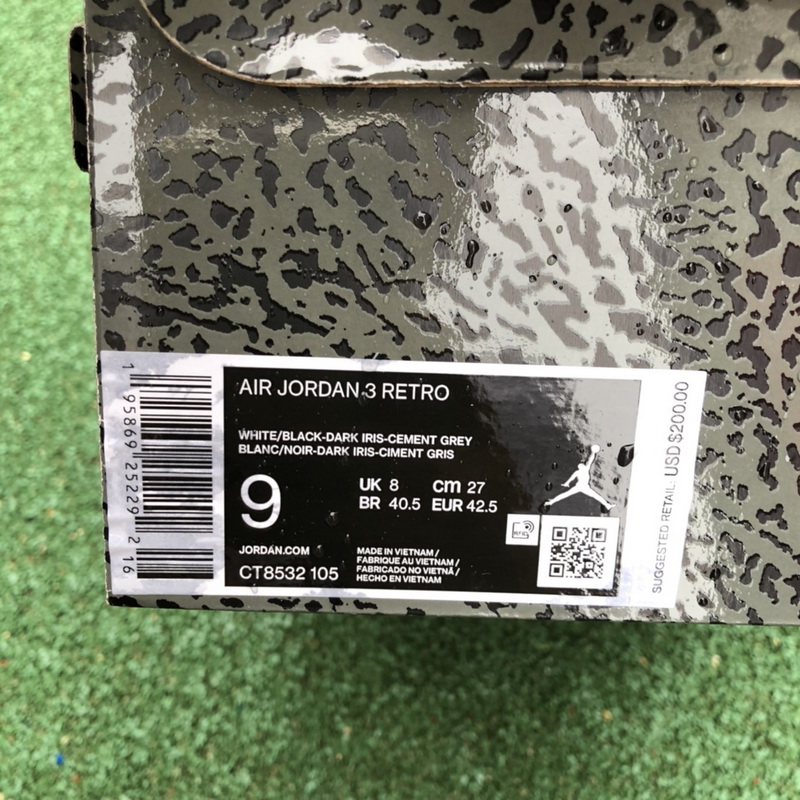 AIR JORDAN 3 RETRO
WHITE/BLACK-DARK IRIS-CEMENT GREY
BLANC/NOIR-DARK IRIS-CIMENT GRIS
9
UK 8 cm 27
BR 40.5 EUR 42.5
JORDAN.COM
CT8532 105
MADE IN VIETNAM /
FABRIQUE AU VIETNAM /
FABRICADO NO VIETNÃ /
HECHO EN VIETNAM
1 95869 25229 2 16
SUGGESTED RETAIL: USD $200.00